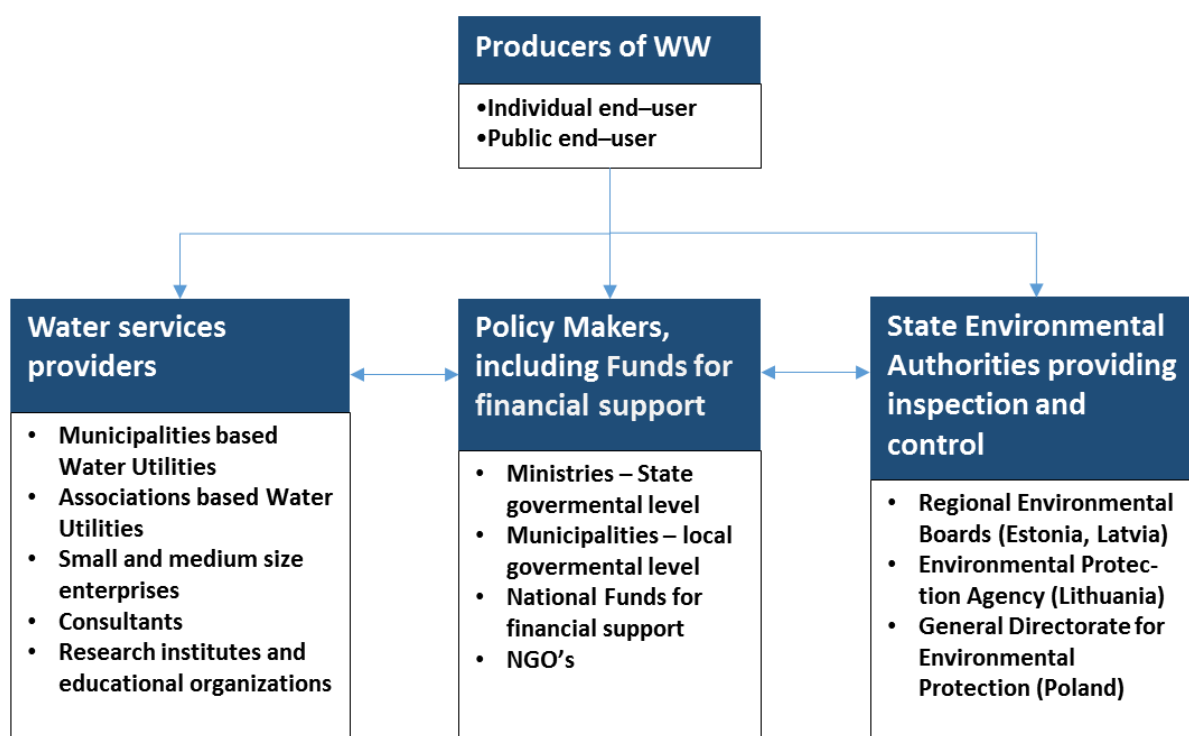 Producers of WW
•Individual end–user
•Public end–user
Water services
providers
• Municipalities based
Water Utilities
• Associations based Water
Utilities
• Small and medium size
enterprises
• Consultants
• Research institutes and
educational organizations
Policy Makers,
including Funds for
financial support
• Ministries – State
govermental level
• Municipalities – local
govermental level
• National Funds for
financial support
• NGO’s
State Environmental
Authorities providing
inspection and
control
• Regional Environmental
Boards (Estonia, Latvia)
• Environmental Protec-
tion Agency (Lithuania)
• General Directorate for
Environmental
Protection (Poland)